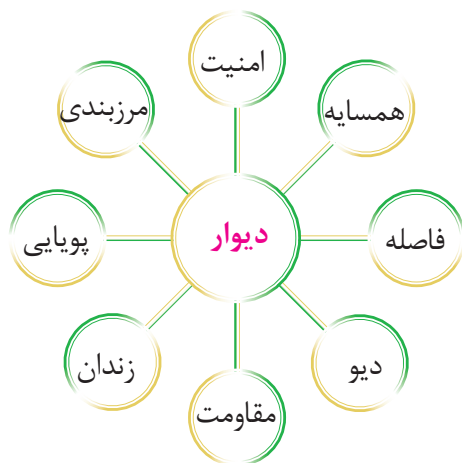 امنیت
همسایه
مرزبندی
دیوار
فاصله
پویایی
دیو
زندان
مقاومت